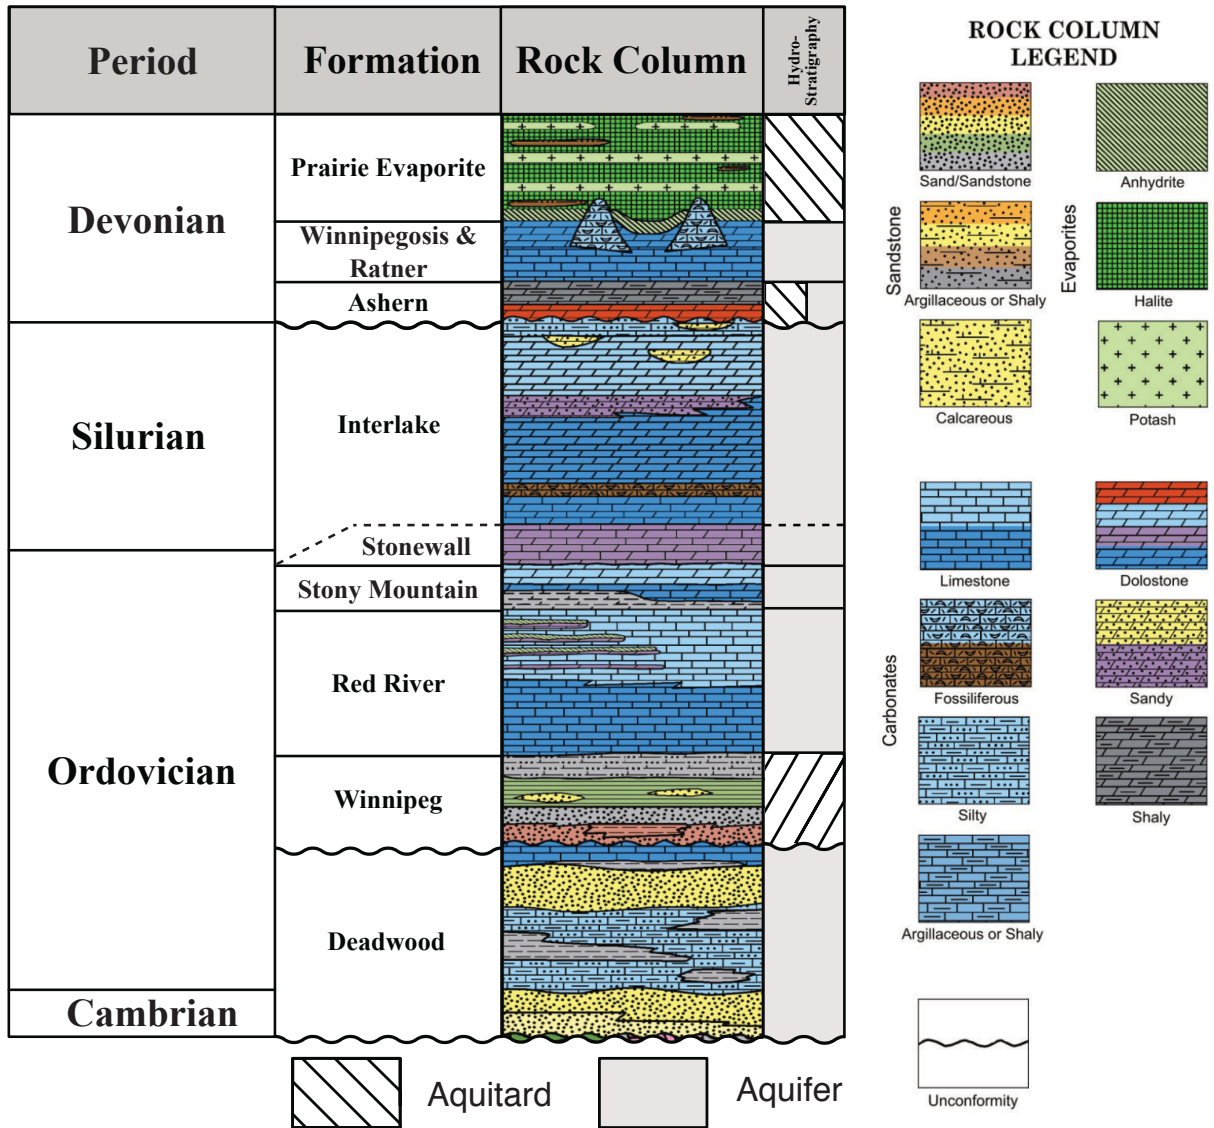 Period
Formation
Rock Column
Hydro-
Stratigraphy
Devonian
Silurian
Ordovician
Cambrian
Prairie Evaporite
Winnipegosis &
Ratner
Ashern
Interlake
Stonewall
Stony Mountain
Red River
Winnipeg
Deadwood
Aquitard
Aquifer
ROCK COLUMN
LEGEND
Sandstone
Sand/Sandstone
Argillaceous or Shaly
Calcareous
Evaporites
Anhydrite
Halite
Potash
Carbonates
Limestone
Dolostone
Fossiliferous
Sandy
Silty
Shaly
Argillaceous or Shaly
Unconformity